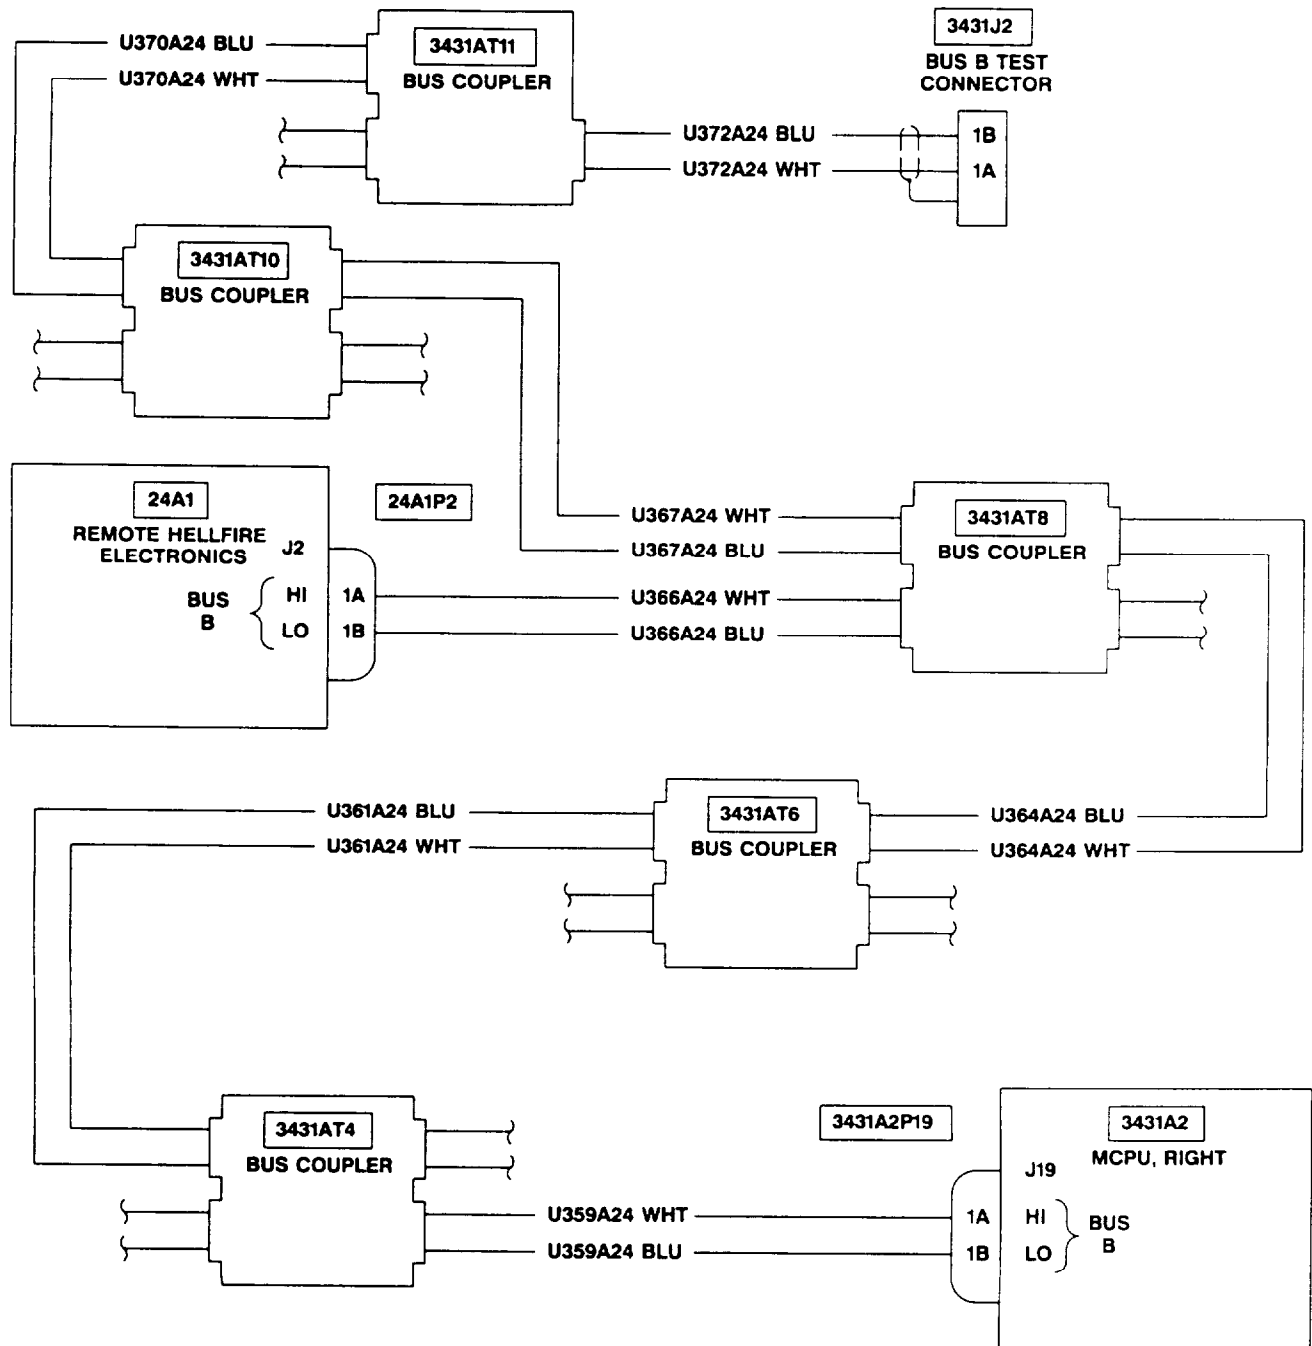 U370A24 BLU
U370A24 WHT
3431AT11
BUS COUPLER
3431J2
BUS B TEST
CONNECTOR
U372A24 BLU
1B
U372A24 WHT
1A
3431AT10
BUS COUPLER
24A1
REMOTE HELLFIRE
ELECTRONICS
J2
BUS
B
HI
LO
24A1P2
1A
1B
U367A24 WHT
U367A24 BLU
U366A24 WHT
U366A24 BLU
3431AT8
BUS COUPLER
U361A24 BLU
U361A24 WHT
3431AT6
BUS COUPLER
U364A24 BLU
U364A24 WHT
3431AT4
BUS COUPLER
U359A24 WHT
U359A24 BLU
3431A2P19
1A
1B
3431A2
MCPU, RIGHT
J19
HI
LO
BUS
B